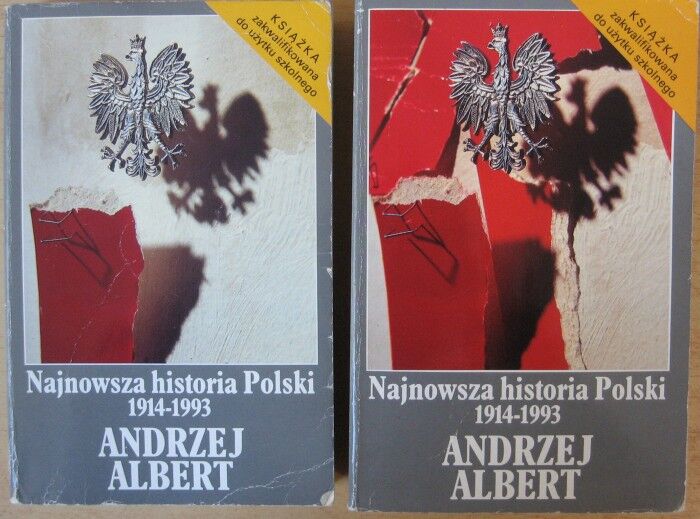 KSIĄŻKA
zakwalifikowana
do użytku szkolnego
Najnowsza historia Polski
1914-1993
ANDRZEJ
ALBERT
KSIĄŻKA
zakwalifikowana
do użytku szkolnego
Najnowsza historia Polski
1914-1993
ANDRZEJ
ALBERT